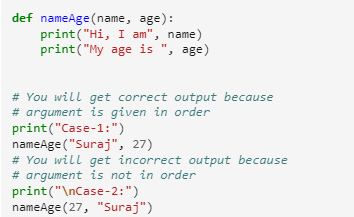 def nameAge(name, age):
    print("Hi, I am", name)
    print("My age is ", age)
# You will get correct output because
# argument is given in order
print("Case-1:")
nameAge("Suraj", 27)
# You will get incorrect output because
# argument is not in order
print("\nCase-2:")
nameAge(27, "Suraj")